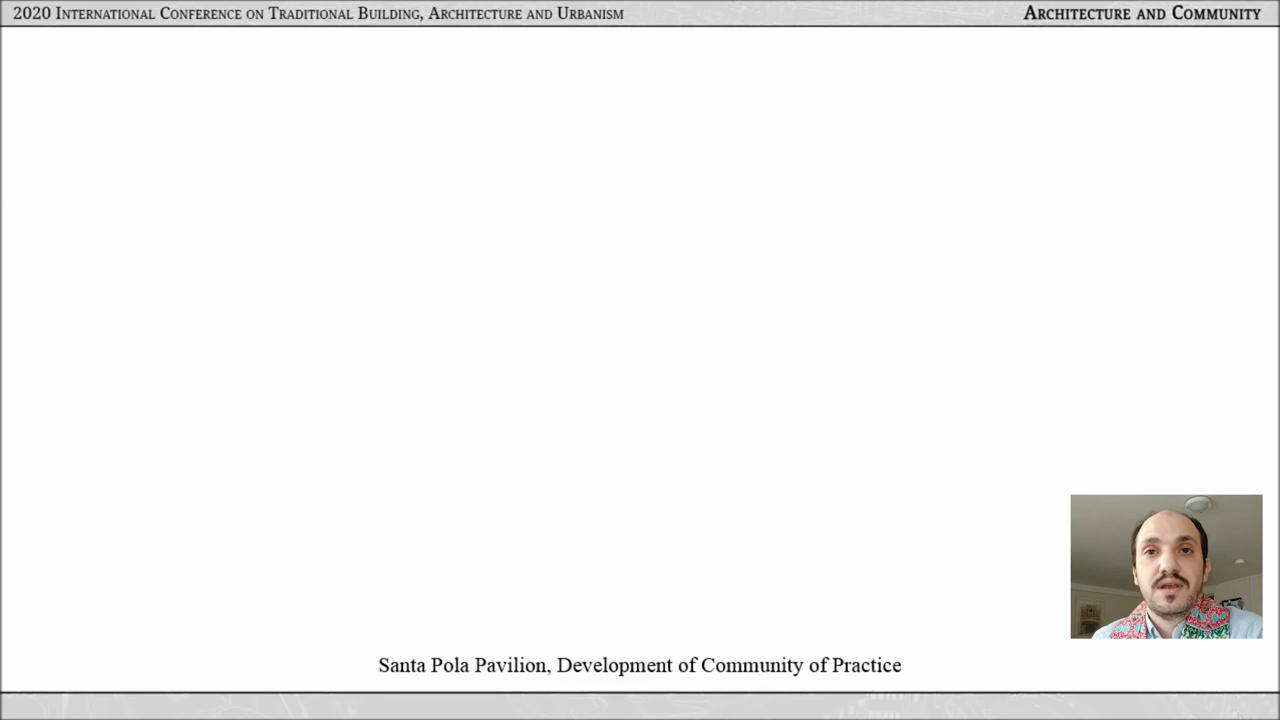 2020 International Conference on Traditional Building, Architecture and Urbanism
Architecture and Community
Santa Pola Pavilion, Development of Community of Practice